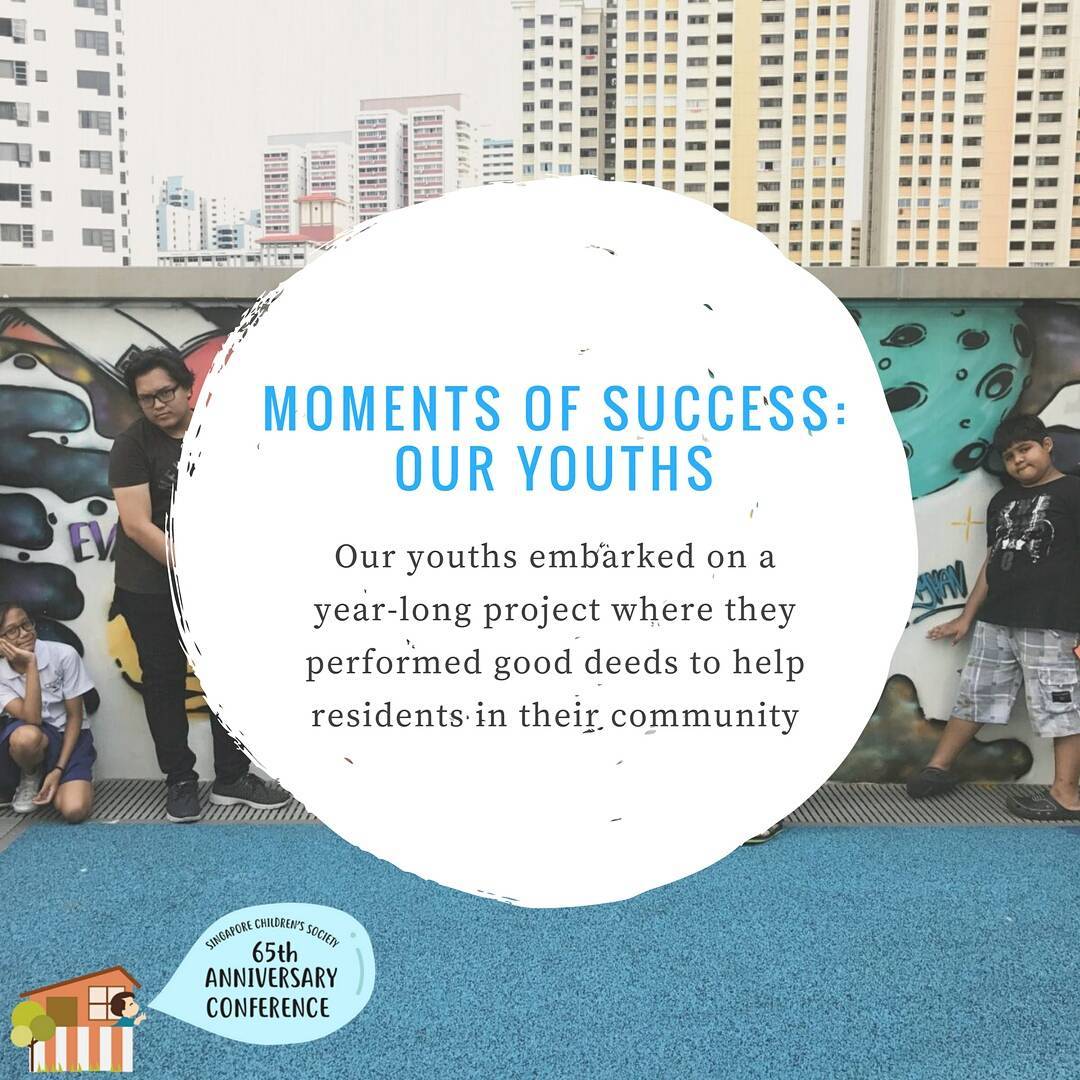 MOMENTS OF SUCCESS:
OUR YOUTHS
Our youths embarked on a
year-long project where they
performed good deeds to help
residents in their community
SINGAPORE CHILDREN'S SOCIETY
65th
ANNIVERSARY
CONFERENCE